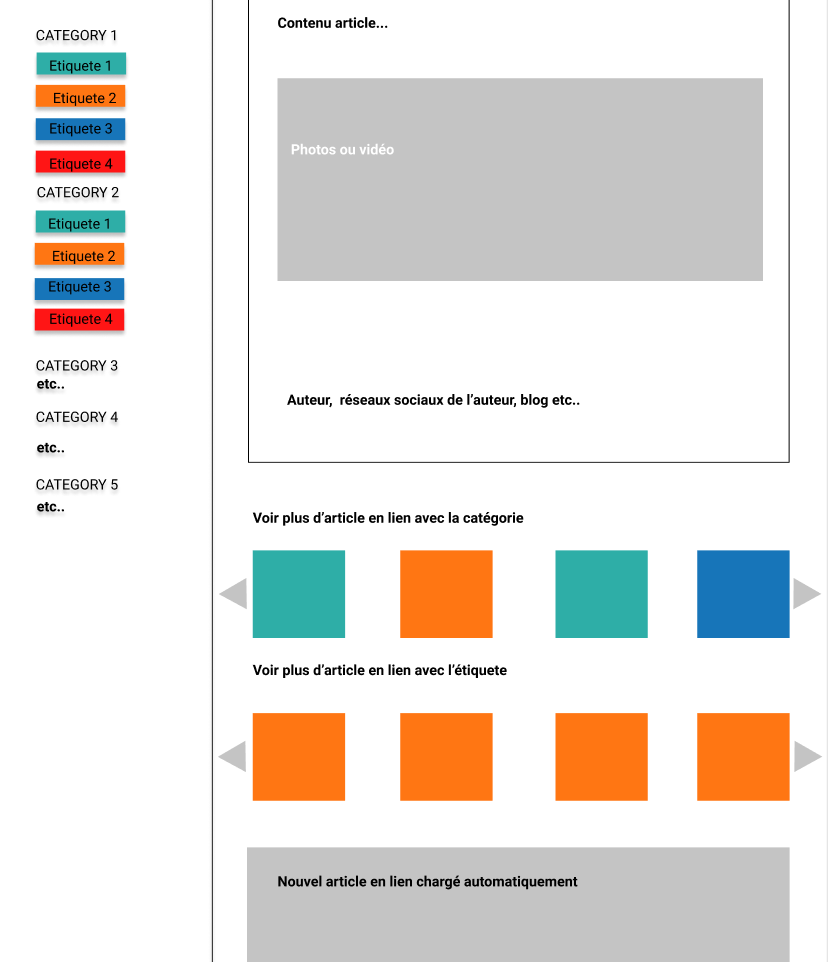 CATEGORY 1
Etiquete 1
Etiquete 2
Etiquete 3
Etiquete 4
CATEGORY 2
Etiquete 1
Etiquete 2
Etiquete 3
Etiquete 4
CATEGORY 3
etc..
CATEGORY 4
etc..
CATEGORY 5
etc..
Contenu article...
Photos ou vidéo
Auteur, réseaux sociaux de l’auteur, blog etc..
Voir plus d’article en lien avec la catégorie
Voir plus d’article en lien avec l’étiquete
Nouvel article en lien chargé automatiquement